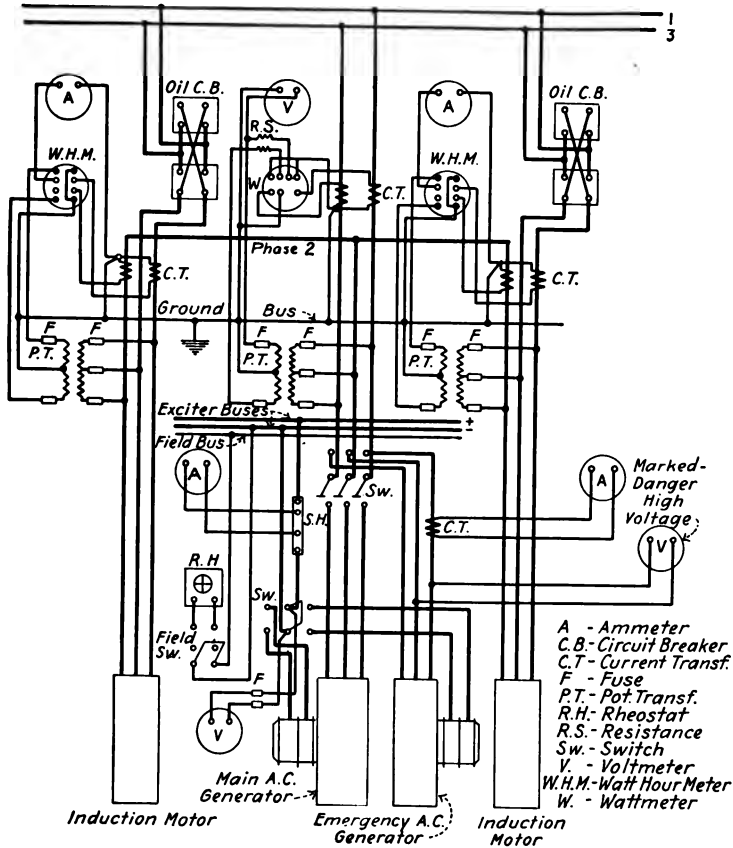 1
3
A
Oil C.B.
V
A
Oil C.B.
R.S.
W.H.M.
W
W.H.M.
C.T.
Phase 2
C.T.
C.T.
Ground Bus
F F
P.T.
F F
P.T.
F F
P.T.
Exciter Buses
+
-
Field Bus
A
Sw.
S.H.
C.T.
A
Marked-
Danger
High
Voltage
V
R.H
Sw.
Field
Sw.
F
V
A - Ammeter
C.B.- Circuit Breaker
C.T - Current Transf.
F - Fuse
P.T. - Pot. Transf.
R.H.- Rheostat
R.S. - Resistance
Sw. - Switch
V. - Voltmeter
W.H.M.- Watt Hour Meter
W. - Wattmeter
Main A.C.
Generator
Induction Motor
Emergency A.C.
Generator
Induction
Motor